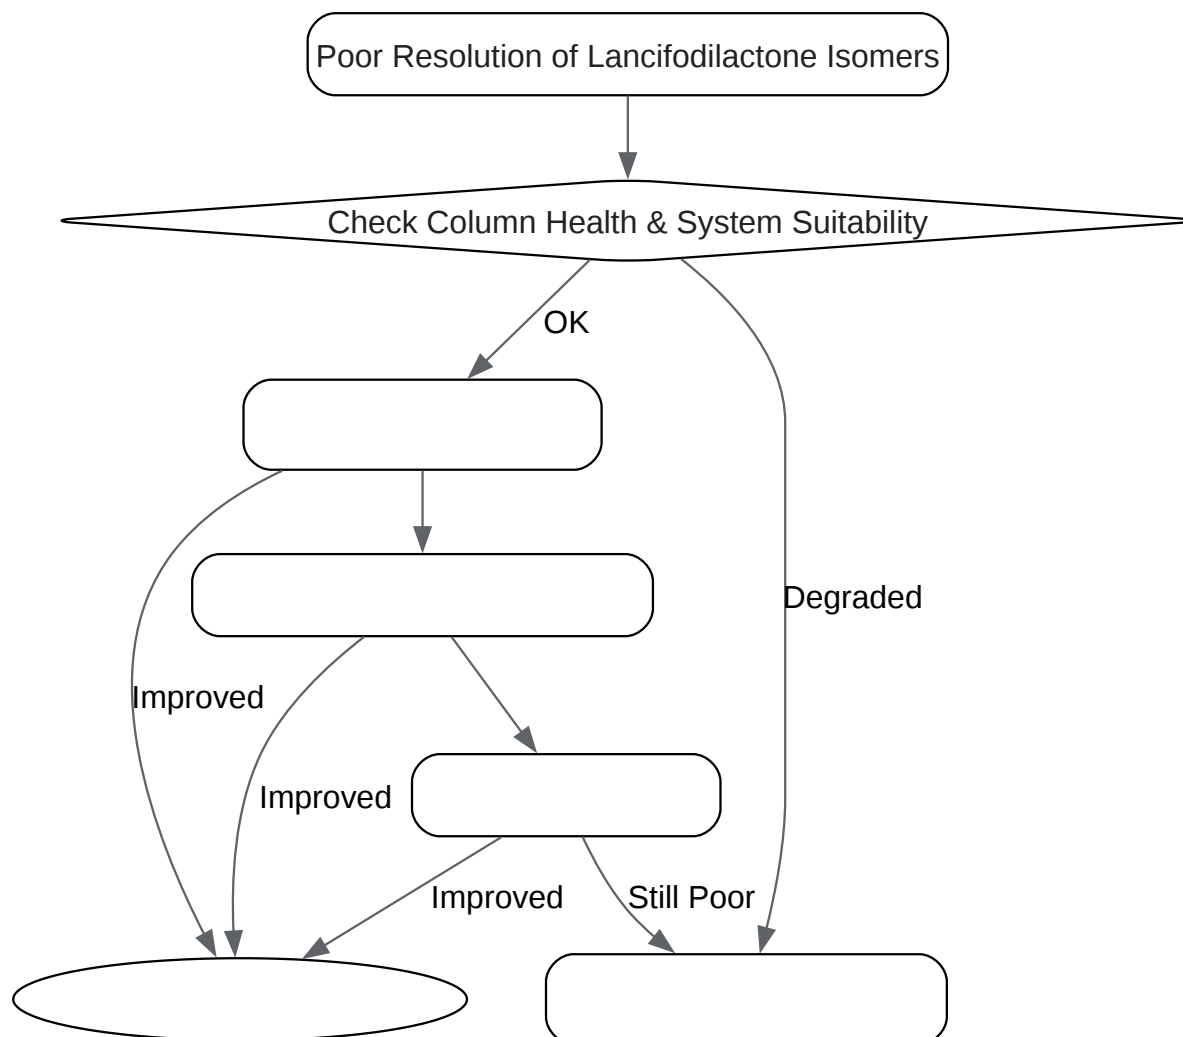 Poor Resolution of Lancifodilactone Isomers
Check Column Health & System Suitability
OK
Degraded
Improved
Improved
Improved
Still Poor